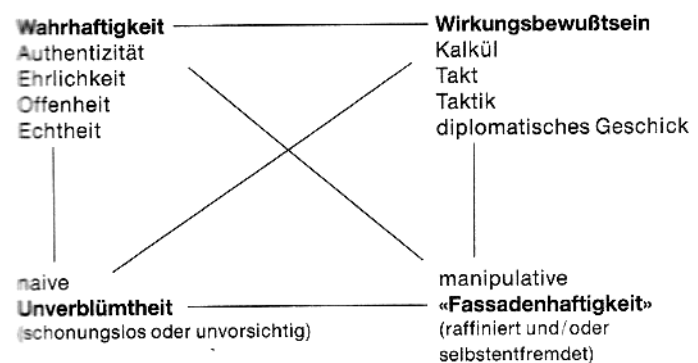 Wahrhaftigkeit
Authentizität
Ehrlichkeit
Offenheit
Echtheit
Wirkungsbewußtsein
Kalkül
Takt
Taktik
diplomatisches Geschick
naive
Unverblümtheit
(schonungslos oder unvorsichtig)
manipulative
«Fassadenhaftigkeit»
(raffiniert und/oder
selbstentfremdet)